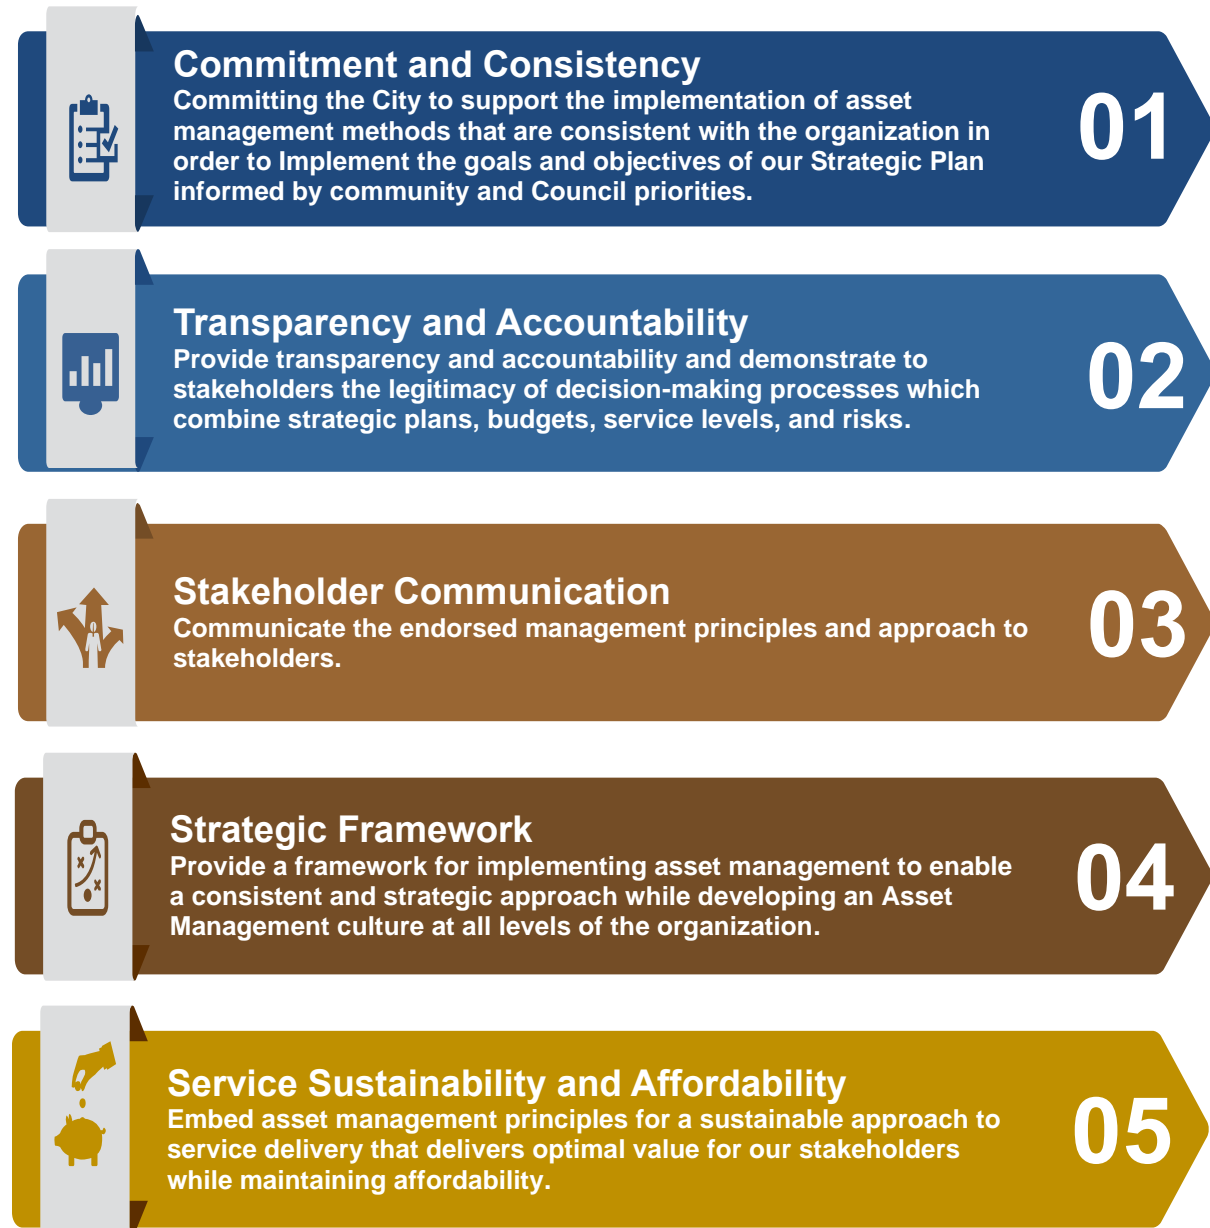 Commitment and Consistency
Committing the City to support the implementation of asset
management methods that are consistent with the organization in
order to Implement the goals and objectives of our Strategic Plan
informed by community and Council priorities.
01
Transparency and Accountability
Provide transparency and accountability and demonstrate to
stakeholders the legitimacy of decision-making processes which
combine strategic plans, budgets, service levels, and risks.
02
Stakeholder Communication
Communicate the endorsed management principles and approach to
stakeholders.
03
Strategic Framework
Provide a framework for implementing asset management to enable
a consistent and strategic approach while developing an Asset
Management culture at all levels of the organization.
04
Service Sustainability and Affordability
Embed asset management principles for a sustainable approach to
service delivery that delivers optimal value for our stakeholders
while maintaining affordability.
05